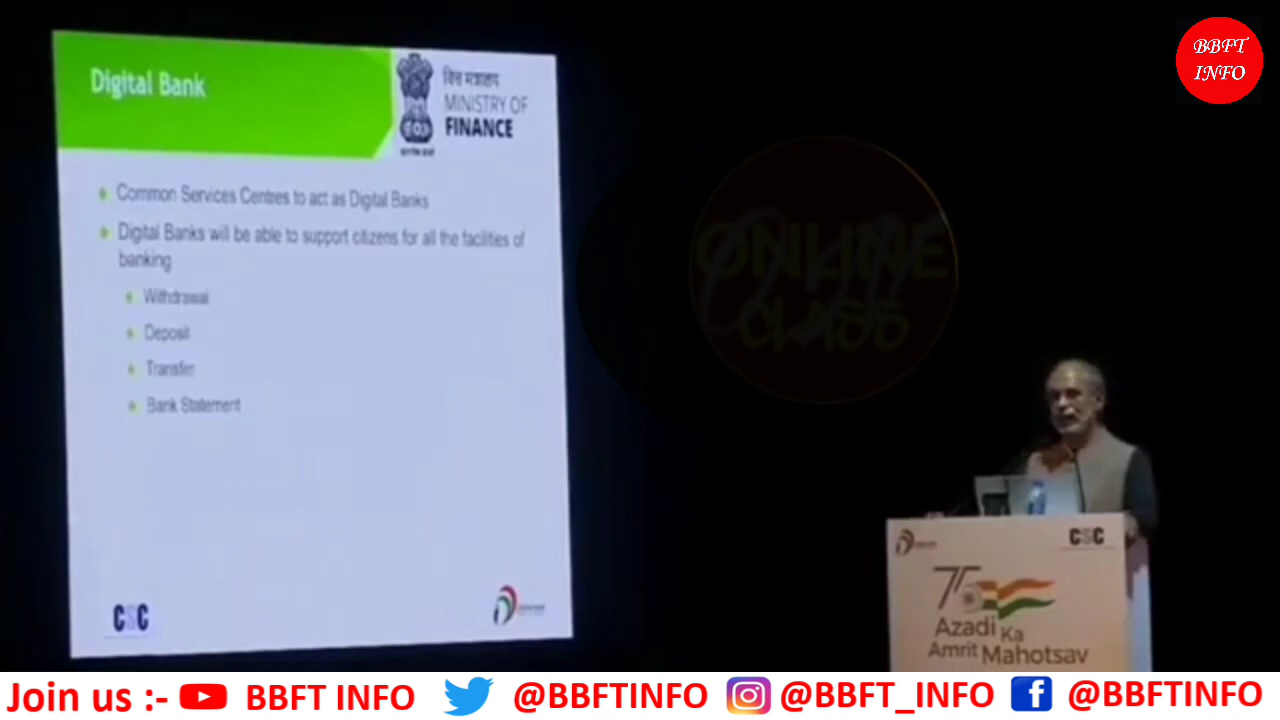 Digital Bank
वित्त मंत्रालय
MINISTRY OF
FINANCE
Common Services Centres to act as Digital Banks
Digital Banks will be able to support citizens for all the facilities of
banking
Withdrawal
Deposit
Transfer
Bank Statement
CSC
BBFT
INFO
ONLINE
CLASS
CSC
75
Azadi Ka
Amrit Mahotsav
Join us :- BBFT INFO @BBFTINFO @BBFT_INFO @BBFTINFO